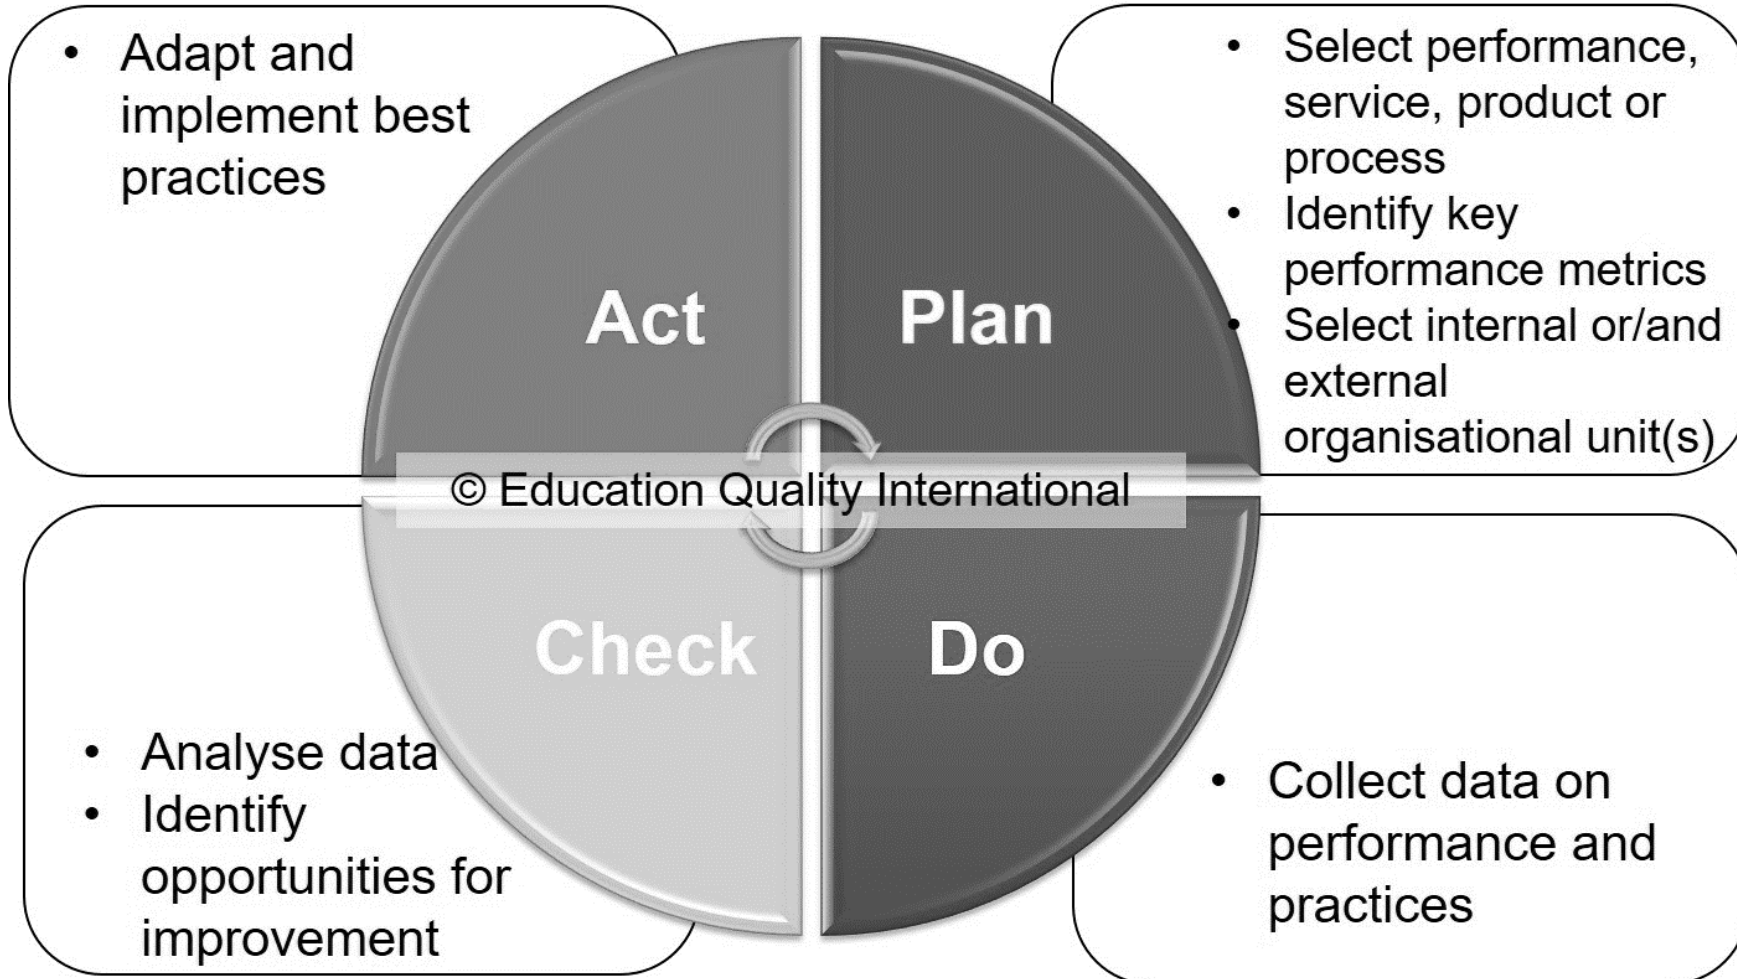 • Adapt and
implement best
practices
• Select performance,
service, product or
process
• Identify key
performance metrics
• Select internal or/and
external
organisational unit(s)
Act
Plan
© Education Quality International
Check
Do
• Analyse data
• Identify
opportunities for
improvement
• Collect data on
performance and
practices